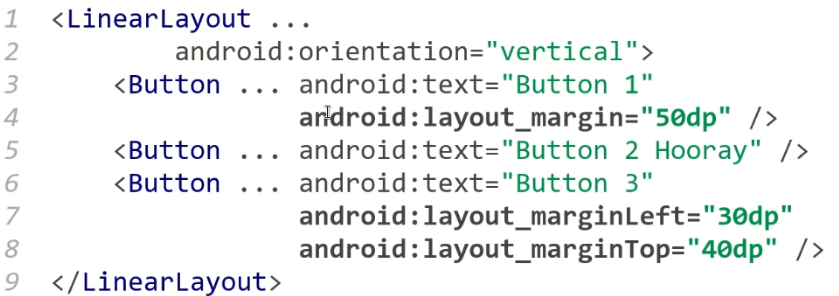 1 <LinearLayout ...
2 android:orientation="vertical">
3 <Button ... android:text="Button 1"
4 android:layout_margin="50dp" />
5 <Button ... android:text="Button 2 Hooray" />
6 <Button ... android:text="Button 3"
7 android:layout_marginLeft="30dp"
8 android:layout_marginTop="40dp" />
9 </LinearLayout>